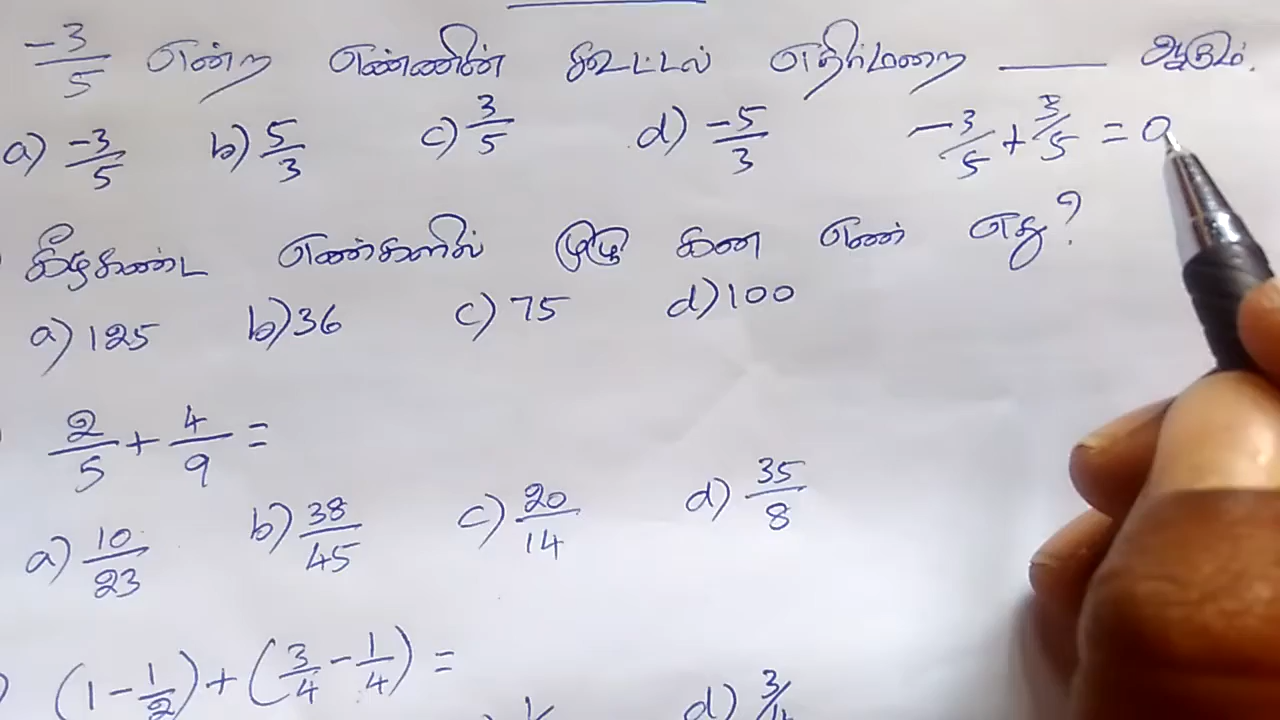 -3/5 என்ற எண்ணின் கூட்டல் எதிர்மறை ____ ஆகும்.
a) -3/5 b) 5/3 c) 3/5 d) -5/3 -3/5 + 3/5 = 0
கீழ்கண்ட எண்களில் முழு கன எண் எது?
a) 125 b) 36 c) 75 d) 100
2/5 + 4/9 =
a) 10/23 b) 38/45 c) 20/14 d) 35/8
(1 - 1/2) + (3/4 - 1/4) =
d) 3/